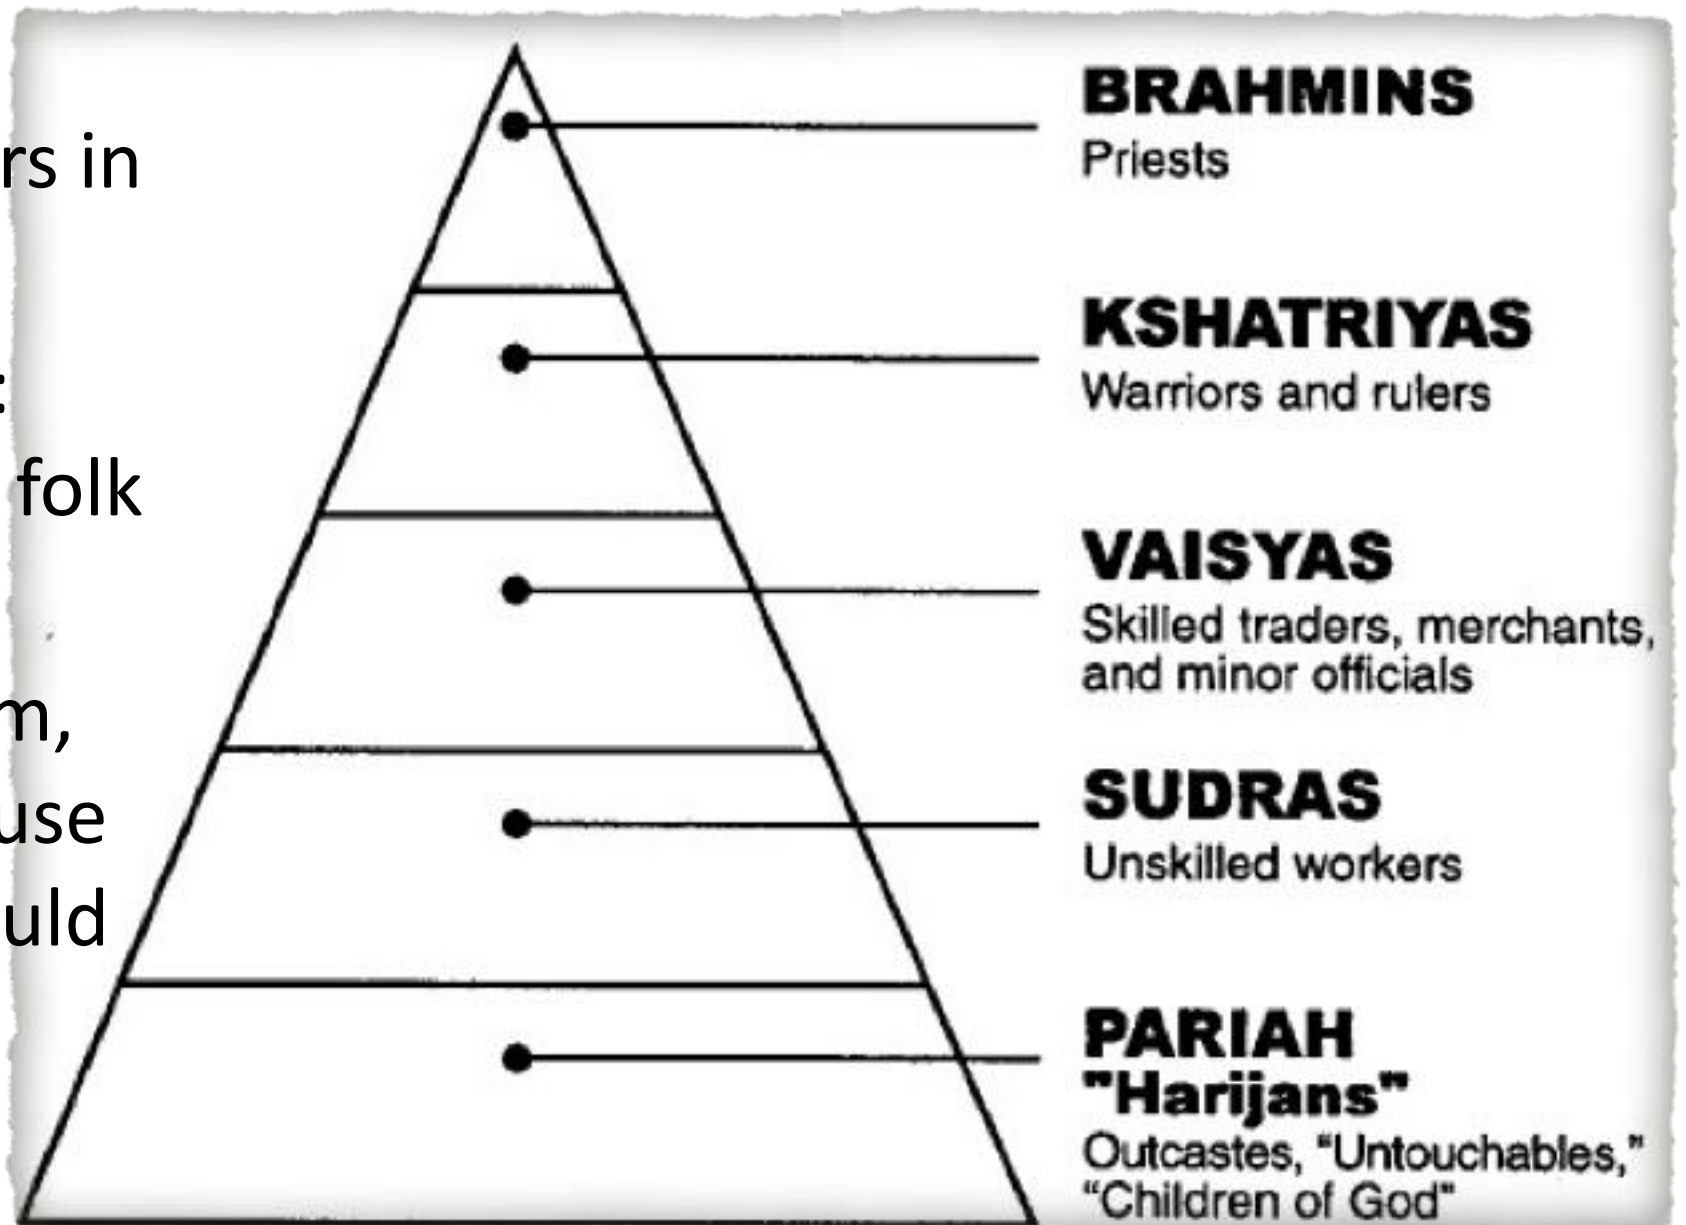 rs in
:
folk
m,
use
uld
BRAHMINS
Priests
KSHATRIYAS
Warriors and rulers
VAISYAS
Skilled traders, merchants,
and minor officials
SUDRAS
Unskilled workers
PARIAH
"Harijans"
Outcastes, “Untouchables,”
“Children of God”